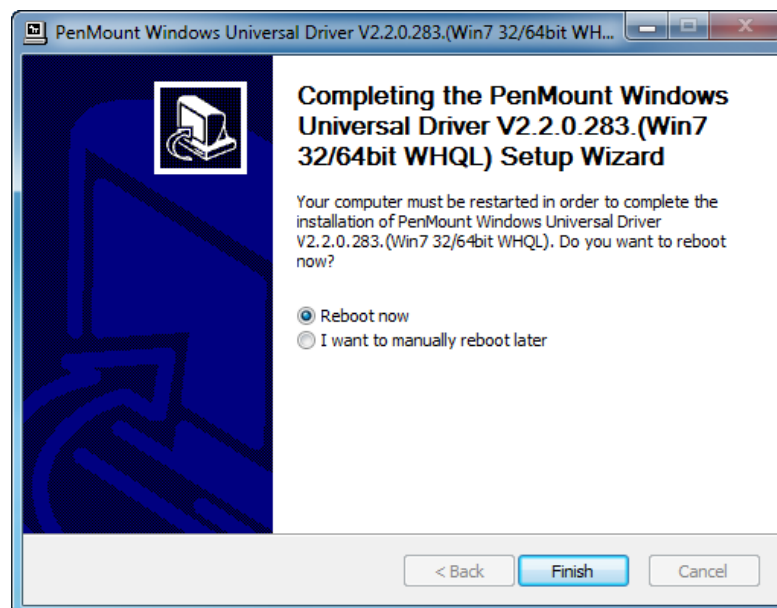 PenMount Windows Universal Driver V2.2.0.283.(Win7 32/64bit WH...
Completing the PenMount Windows
Universal Driver V2.2.0.283.(Win7
32/64bit WHQL) Setup Wizard
Your computer must be restarted in order to complete the
installation of PenMount Windows Universal Driver
V2.2.0.283.(Win7 32/64bit WHQL). Do you want to reboot
now?
Reboot now
I want to manually reboot later
< Back
Finish
Cancel